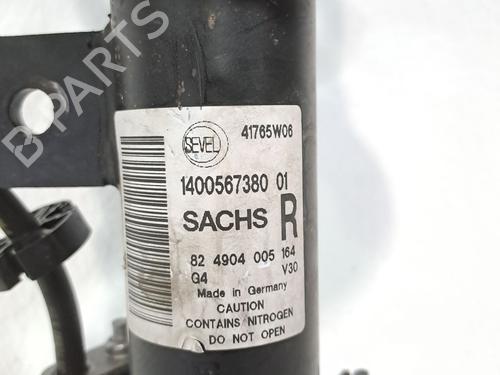 B PARTS
SEVEL
41765W06
1400567380 01
SACHS R
82 4904 005 164
G4 V30
Made in Germany
CAUTION
CONTAINS NITROGEN
DO NOT OPEN